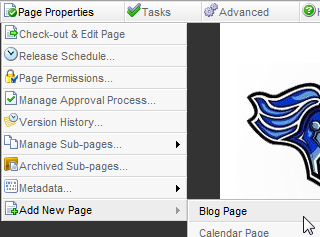 Page Properties Tasks Advanced
Check-out & Edit Page
Release Schedule...
Page Permissions...
Manage Approval Process...
Version History...
Manage Sub-pages...
Archived Sub-pages...
Metadata...
Add New Page
Blog Page
Calendar Page